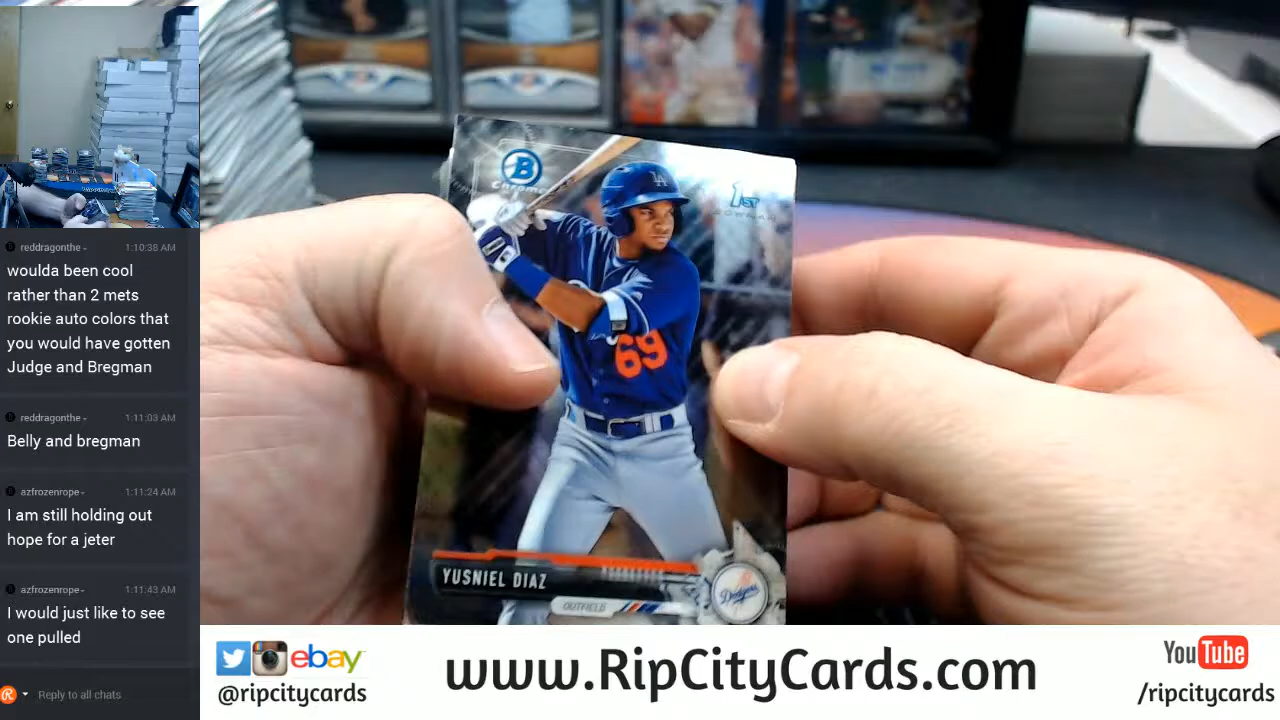 reddragonthe 1:10:38 AM
woulda been cool
rather than 2 mets
rookie auto colors that
you would have gotten
Judge and Bregman
reddragonthe 1:11:03 AM
Belly and bregman
azfrozenrope 1:11:24 AM
I am still holding out
hope for a jeter
azfrozenrope 1:11:43 AM
I would just like to see
one pulled
Reply to all chats
B
Chrome
LA
1ST
BOWMAN
69
YUSNIEL DIAZ
OUTFIELD
Dodgers
ebay
@ripcitycards
www.RipCityCards.com
YouTube
/ripcitycards